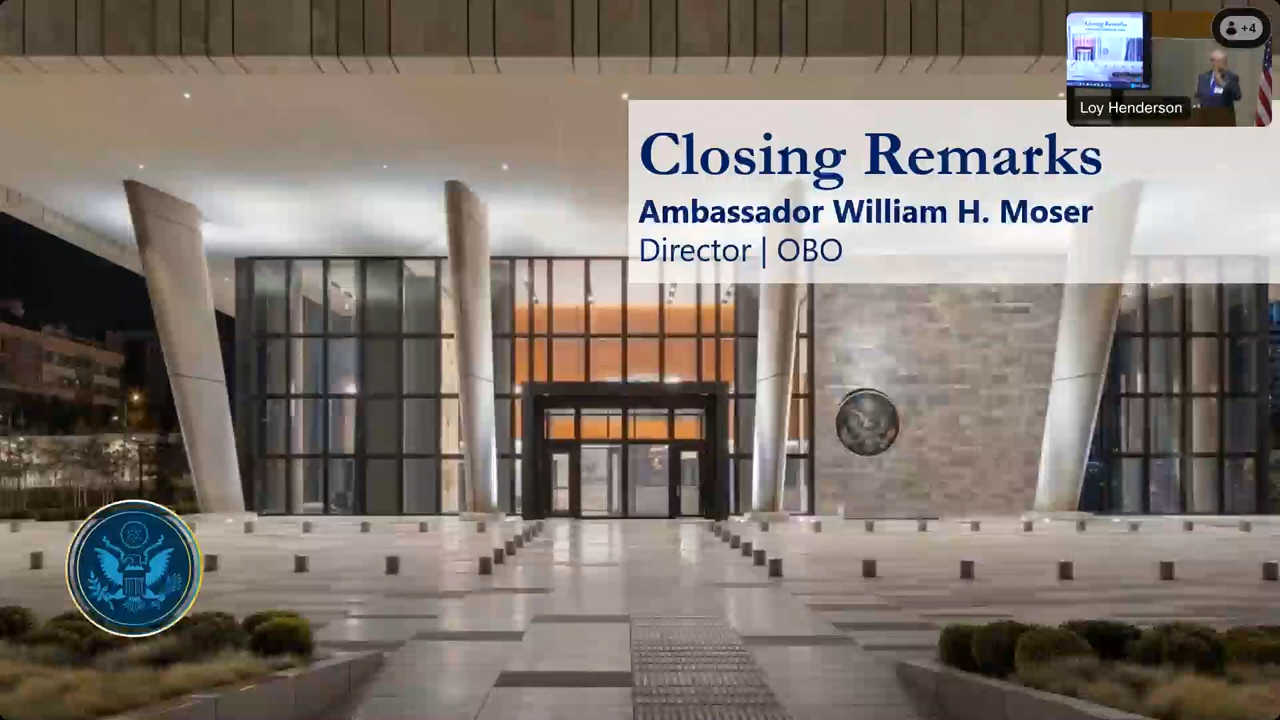 Closing Remarks
Ambassador William H. Moser
Director | OBO
+4
Loy Henderson